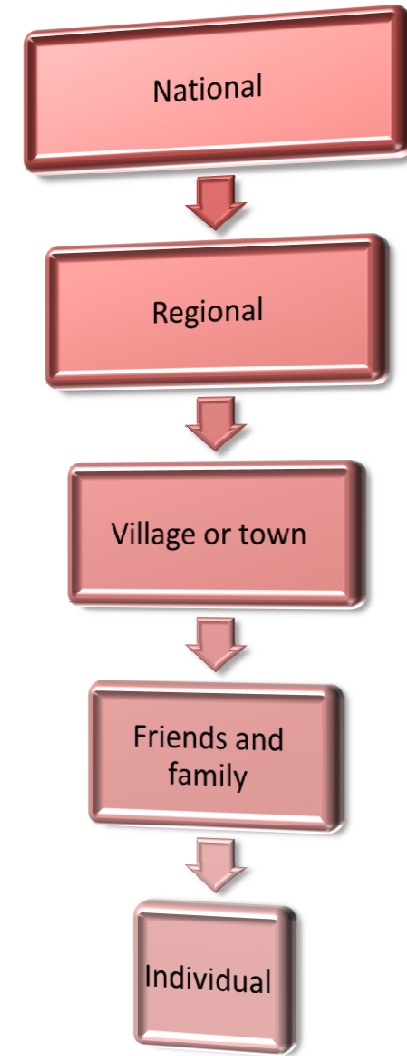 National
Regional
Village or town
Friends and
family
Individual